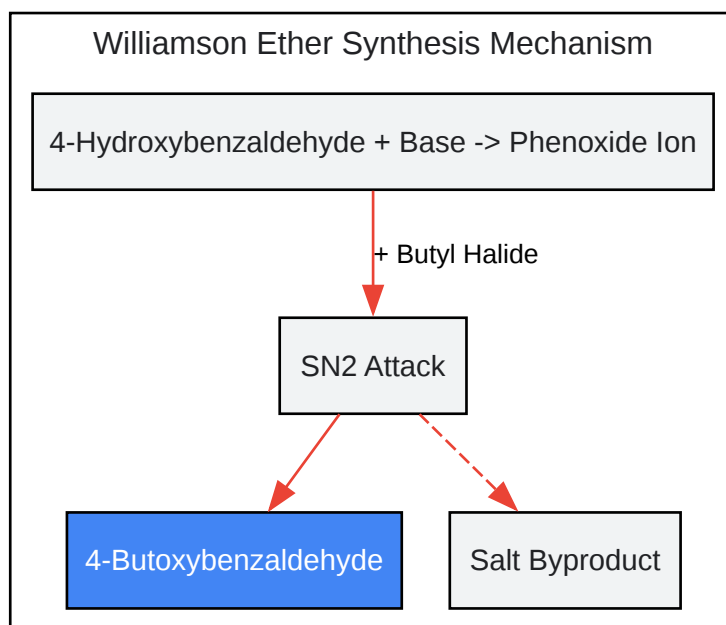 Williamson Ether Synthesis Mechanism
4-Hydroxybenzaldehyde + Base -> Phenoxide Ion
+ Butyl Halide
SN2 Attack
4-Butoxybenzaldehyde
Salt Byproduct